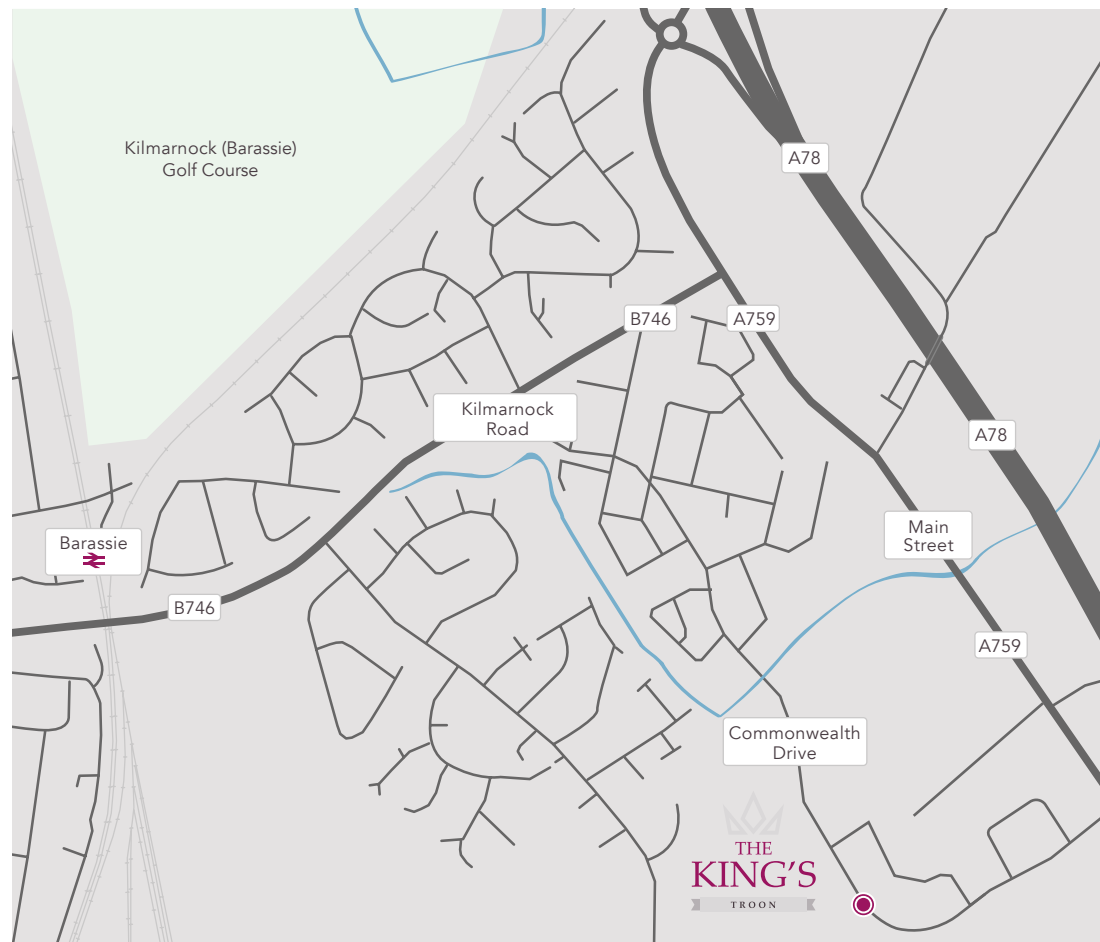 Kilmarnock (Barassie)
Golf Course
A78
B746
A759
Kilmarnock
Road
A78
Main
Street
Barassie
B746
A759
Commonwealth
Drive
THE
KING'S
TROON